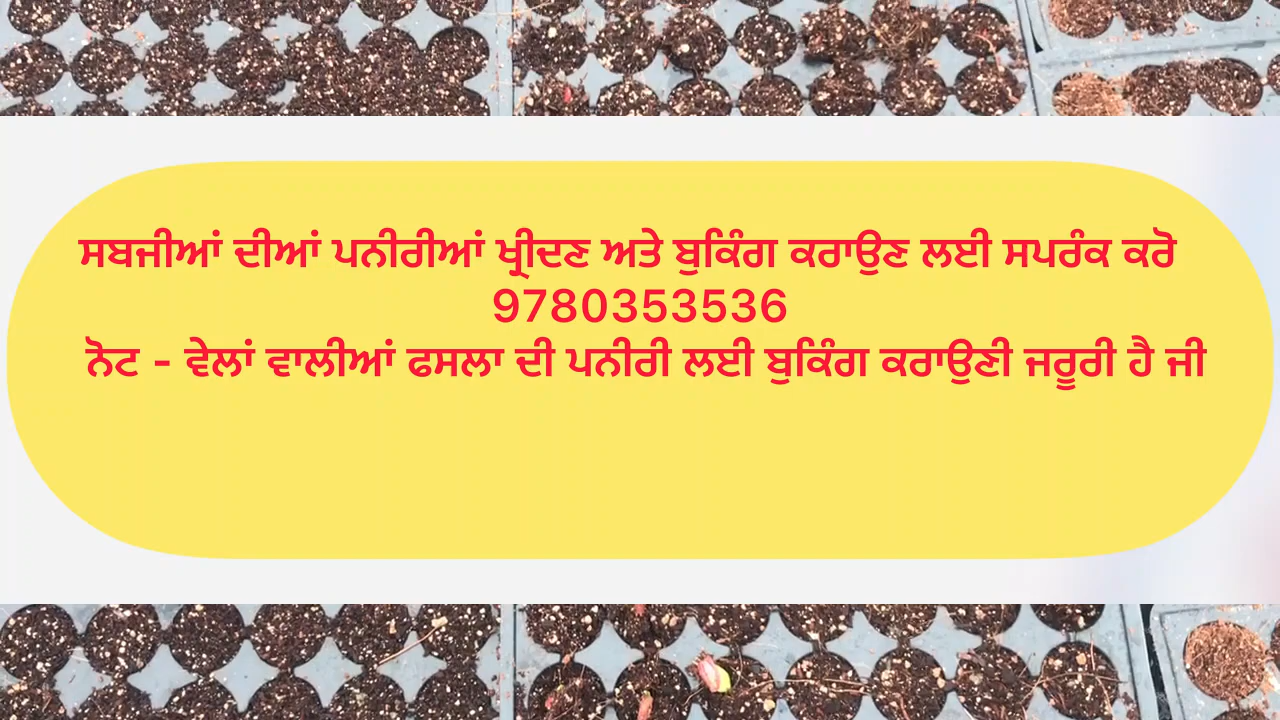 ਸਬਜੀਆਂ ਦੀਆਂ ਪਨੀਰੀਆਂ ਖ੍ਰੀਦਣ ਅਤੇ ਬੁਕਿੰਗ ਕਰਾਉਣ ਲਈ ਸਪਰੰਕ ਕਰੋ
9780353536
ਨੋਟ - ਵੇਲਾਂ ਵਾਲੀਆਂ ਫਸਲਾ ਦੀ ਪਨੀਰੀ ਲਈ ਬੁਕਿੰਗ ਕਰਾਉਣੀ ਜਰੂਰੀ ਹੈ ਜੀ